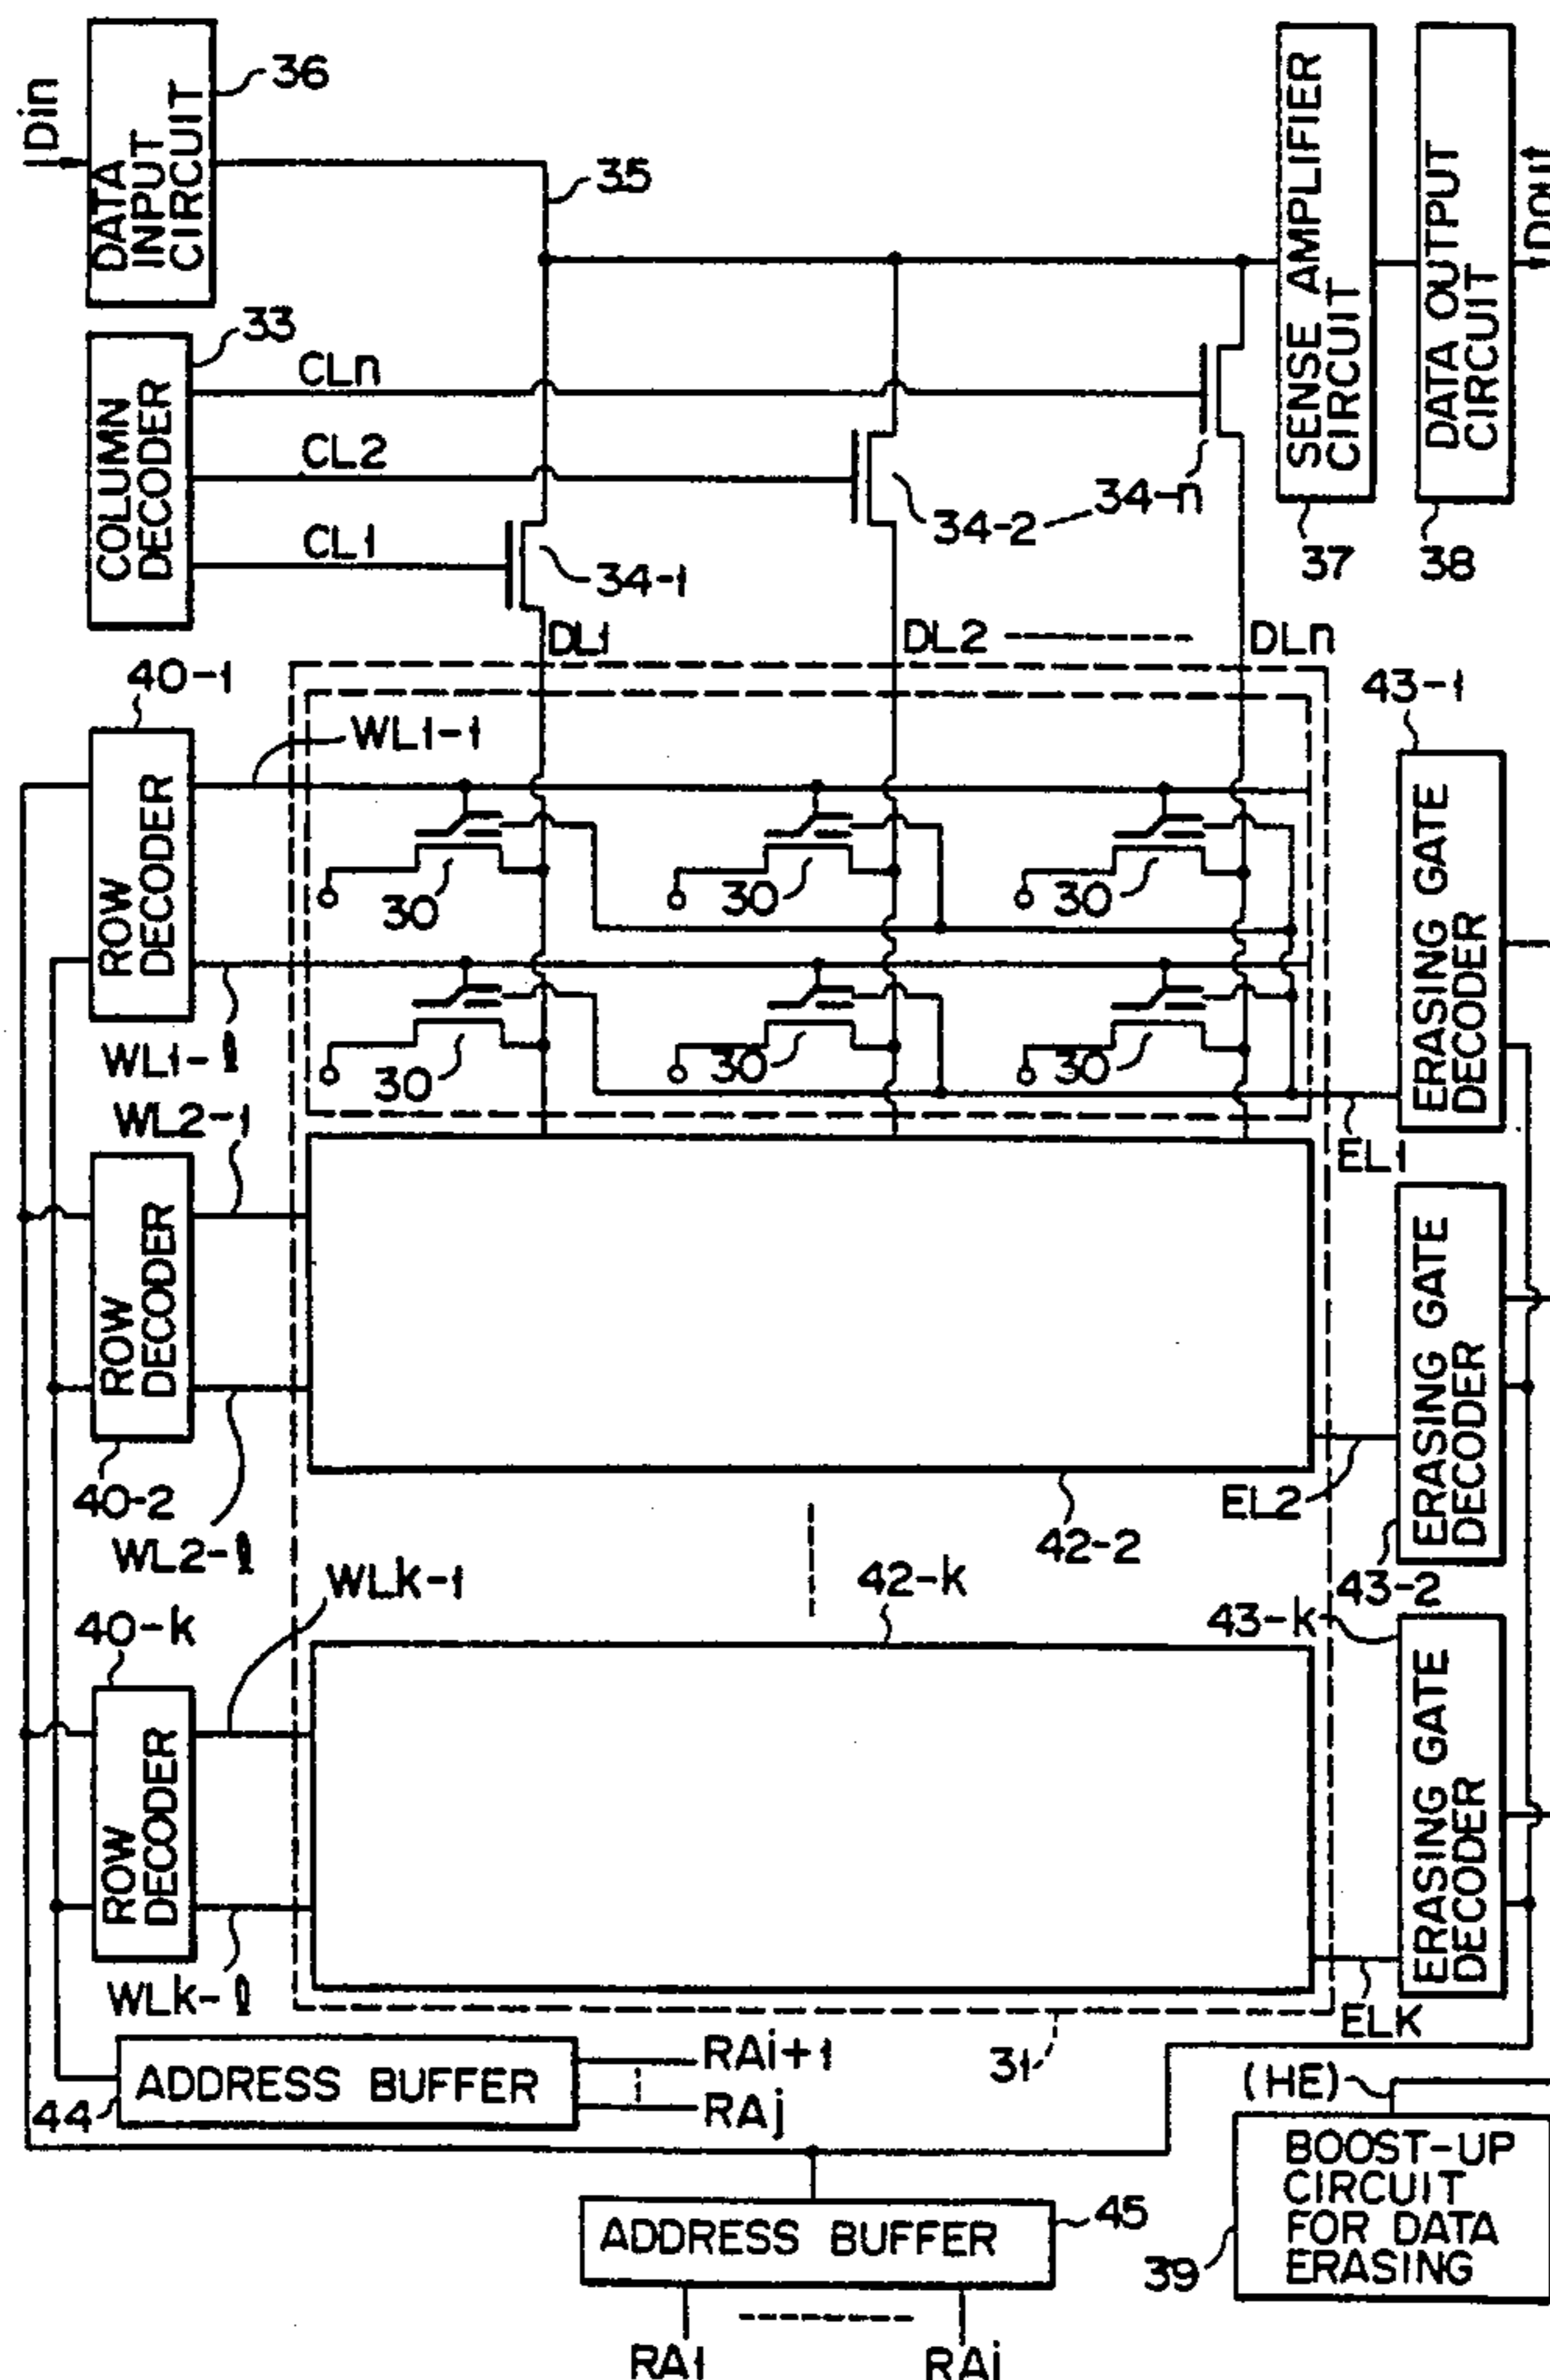 Din
DATA
INPUT
CIRCUIT
36
35
SENSE AMPLIFIER
CIRCUIT
37
DATA OUTPUT
CIRCUIT
38
Dout
COLUMN
DECODER
33
CLn
CL2
CL1
34-1
34-2
34-n
DL1
DL2
DLn
40-1
ROW
DECODER
WL1-1
WL1-l
30
30
30
30
30
30
43-1
ERASING GATE
DECODER
EL1
WL2-1
ROW
DECODER
40-2
WL2-l
42-2
EL2
ERASING GATE
DECODER
43-2
40-k
WLk-1
ROW
DECODER
WLk-l
42-k
43-k
ERASING GATE
DECODER
ELK
31
ADDRESS BUFFER
44
RAi+1
RAj
(HE)
BOOST-UP
CIRCUIT
FOR DATA
ERASING
39
ADDRESS BUFFER
45
RA1
RAi